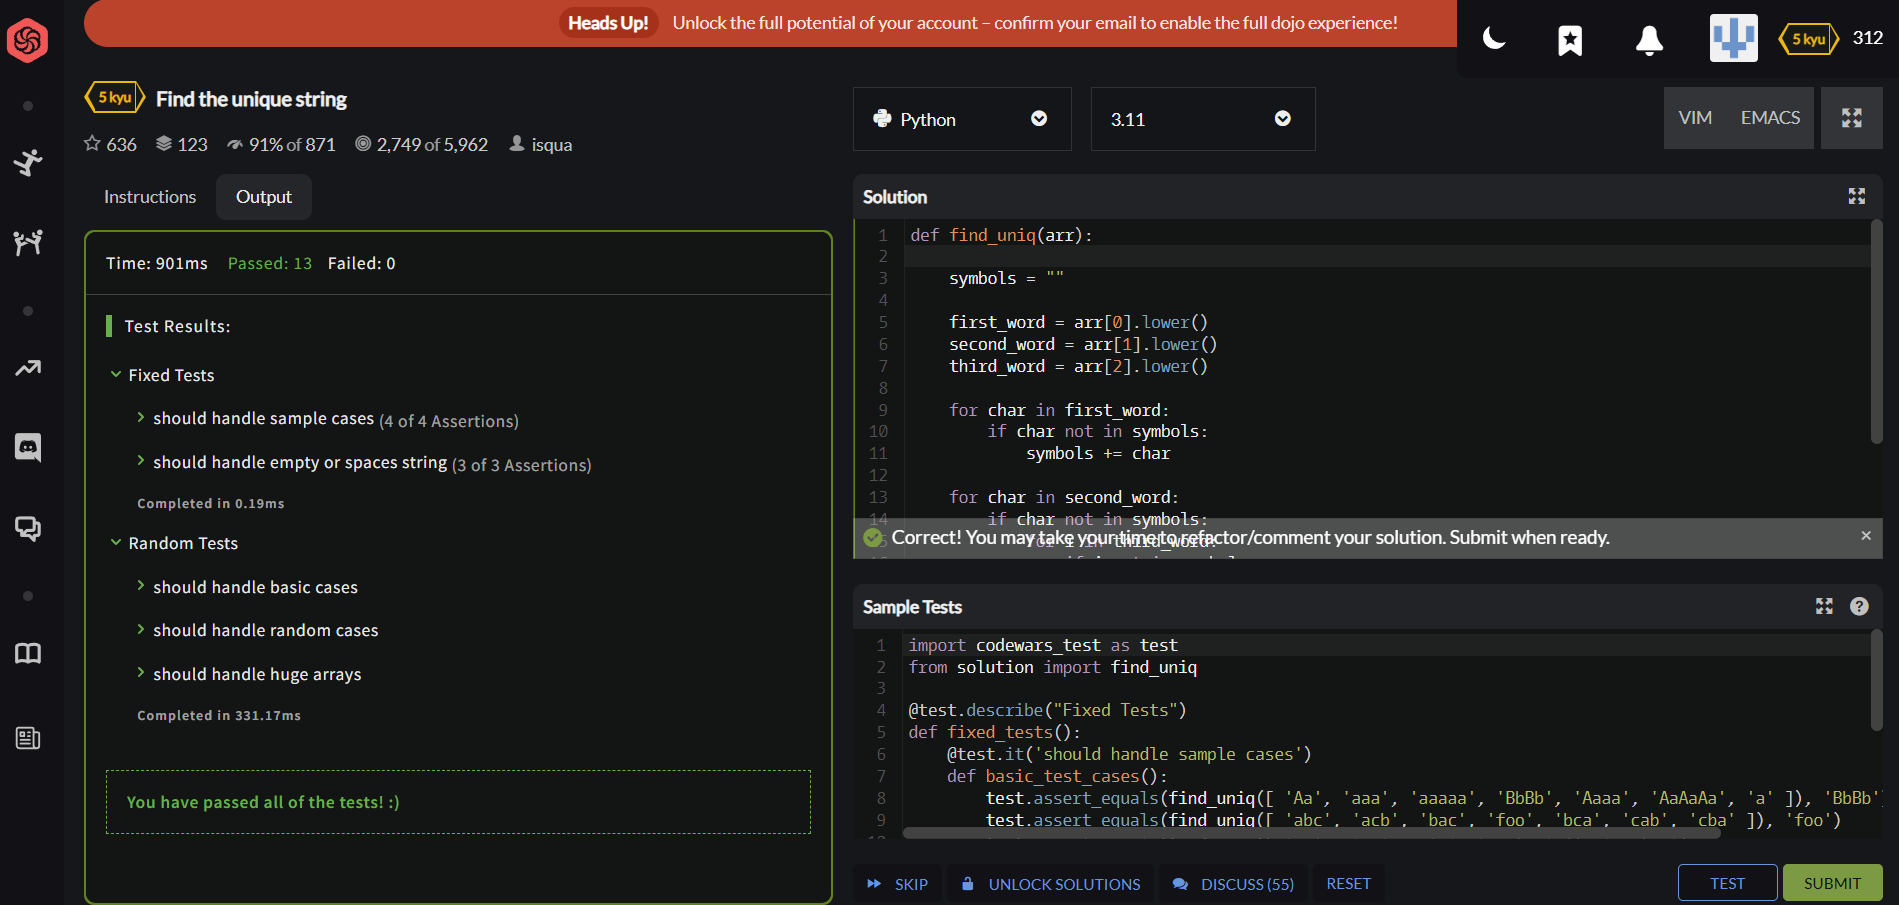 Heads Up! Unlock the full potential of your account – confirm your email to enable the full dojo experience!
5 kyu 312
5 kyu Find the unique string
636 123 91% of 871 2,749 of 5,962 isqua
Python 3.11 VIM EMACS
Instructions Output
Time: 901ms Passed: 13 Failed: 0
Test Results:
Fixed Tests
should handle sample cases (4 of 4 Assertions)
should handle empty or spaces string (3 of 3 Assertions)
Completed in 0.19ms
Random Tests
should handle basic cases
should handle random cases
should handle huge arrays
Completed in 331.17ms
You have passed all of the tests! :)
Solution
1 def find_uniq(arr):
2
3 symbols = ""
4
5 first_word = arr[0].lower()
6 second_word = arr[1].lower()
7 third_word = arr[2].lower()
8
9 for char in first_word:
10 if char not in symbols:
11 symbols += char
12
13 for char in second_word:
14 if char not in symbols:
for i in third_word:
Correct! You may take your time to refactor/comment your solution. Submit when ready.
Sample Tests
1 import codewars_test as test
2 from solution import find_uniq
3
4 @test.describe("Fixed Tests")
5 def fixed_tests():
6 @test.it('should handle sample cases')
7 def basic_test_cases():
8 test.assert_equals(find_uniq([ 'Aa', 'aaa', 'aaaaa', 'BbBb', 'Aaaa', 'AaAaAa', 'a' ]), 'BbBb')
9 test.assert_equals(find_uniq([ 'abc', 'acb', 'bac', 'foo', 'bca', 'cab', 'cba' ]), 'foo')
SKIP UNLOCK SOLUTIONS DISCUSS (55) RESET TEST SUBMIT